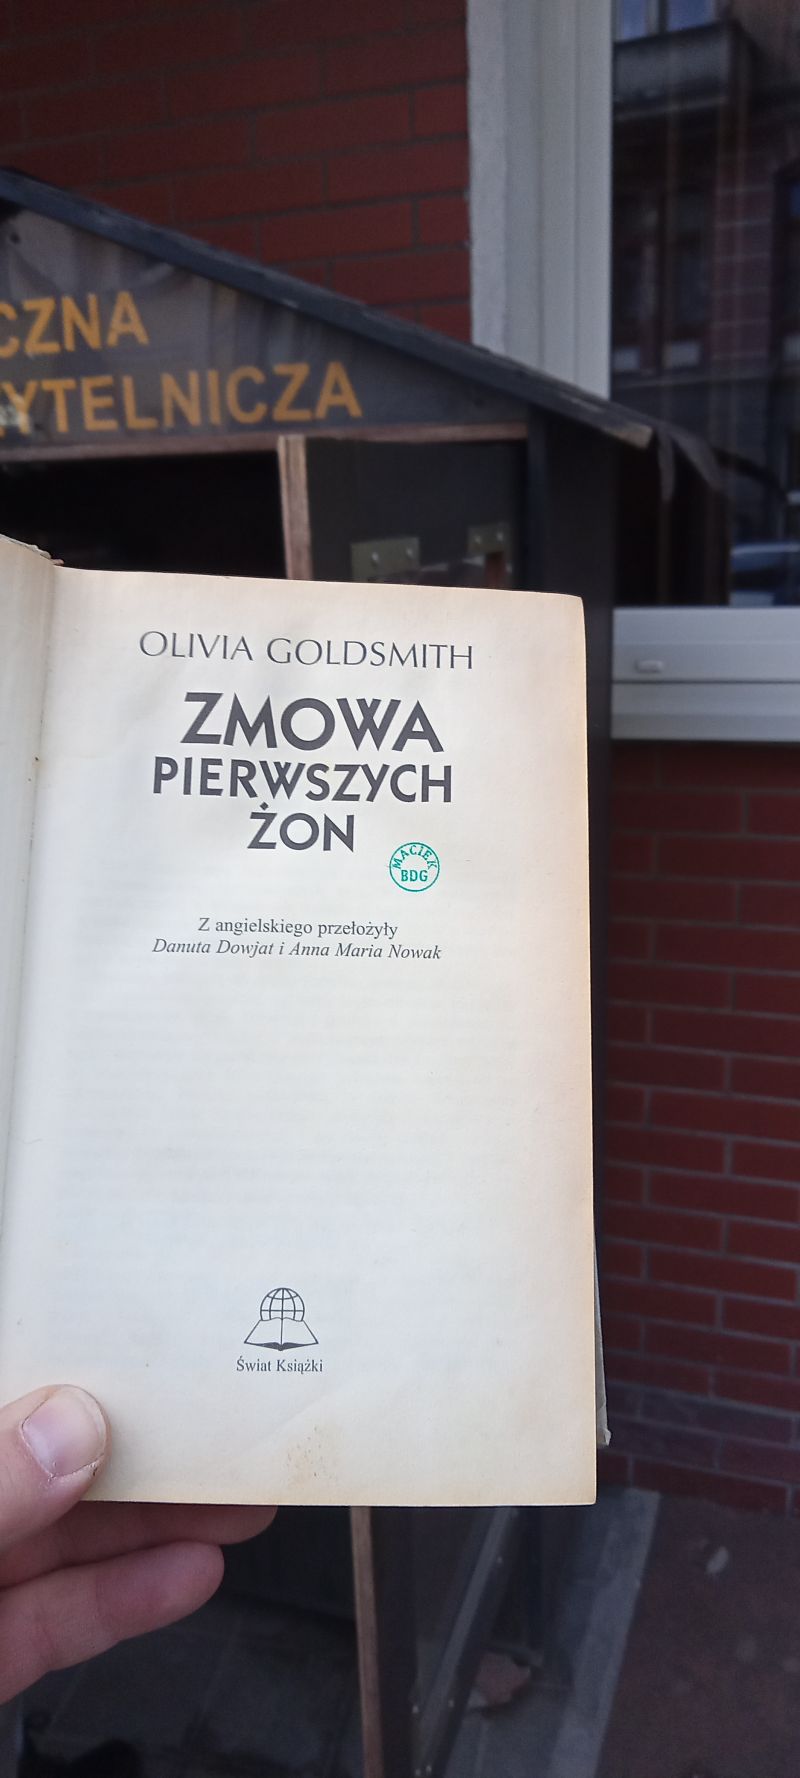 CZNA
YTELNICZA
OLIVIA GOLDSMITH
ZMOWA
PIERWSZYCH
ŻON
MACIEK
BDG
Z angielskiego przełożyły
Danuta Dowjat i Anna Maria Nowak
Świat Książki